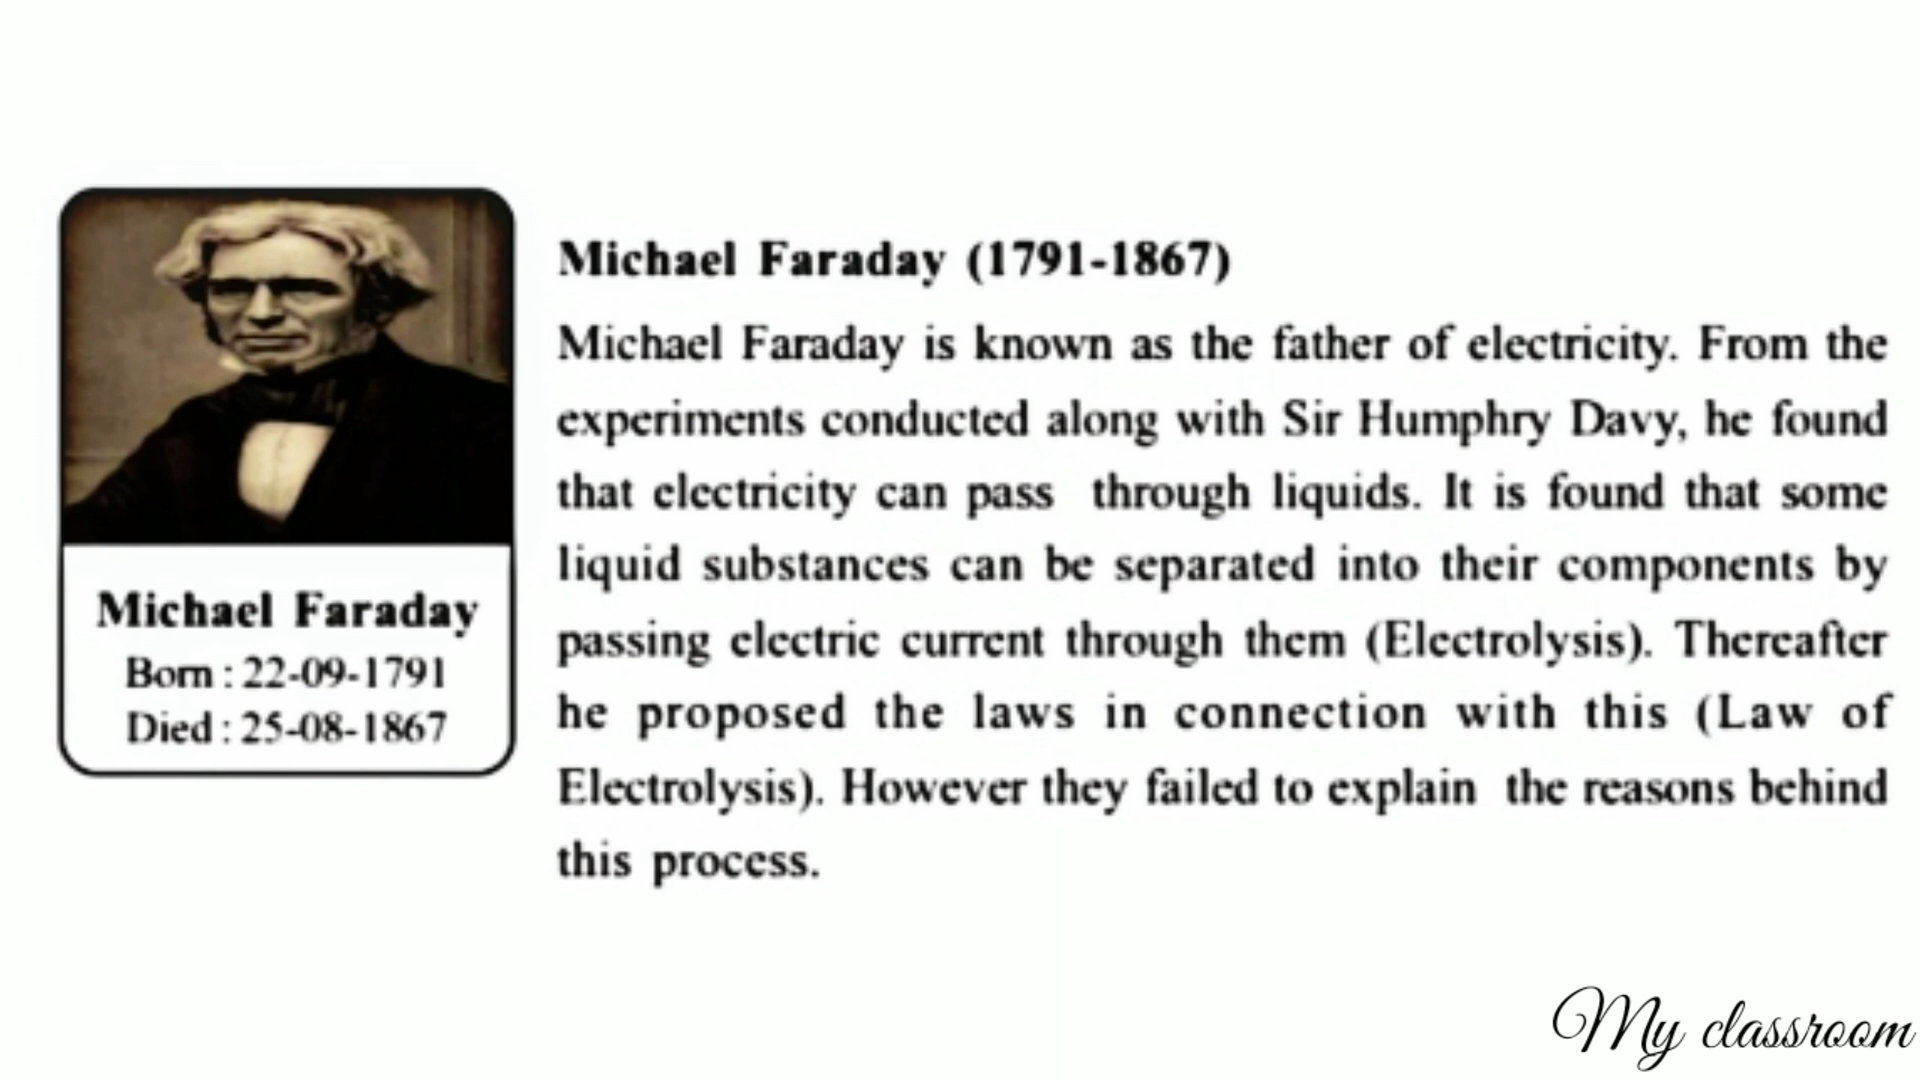 Michael Faraday
Born : 22-09-1791
Died : 25-08-1867
Michael Faraday (1791-1867)
Michael Faraday is known as the father of electricity. From the
experiments conducted along with Sir Humphry Davy, he found
that electricity can pass through liquids. It is found that some
liquid substances can be separated into their components by
passing electric current through them (Electrolysis). Thereafter
he proposed the laws in connection with this (Law of
Electrolysis). However they failed to explain the reasons behind
this process.
My classroom